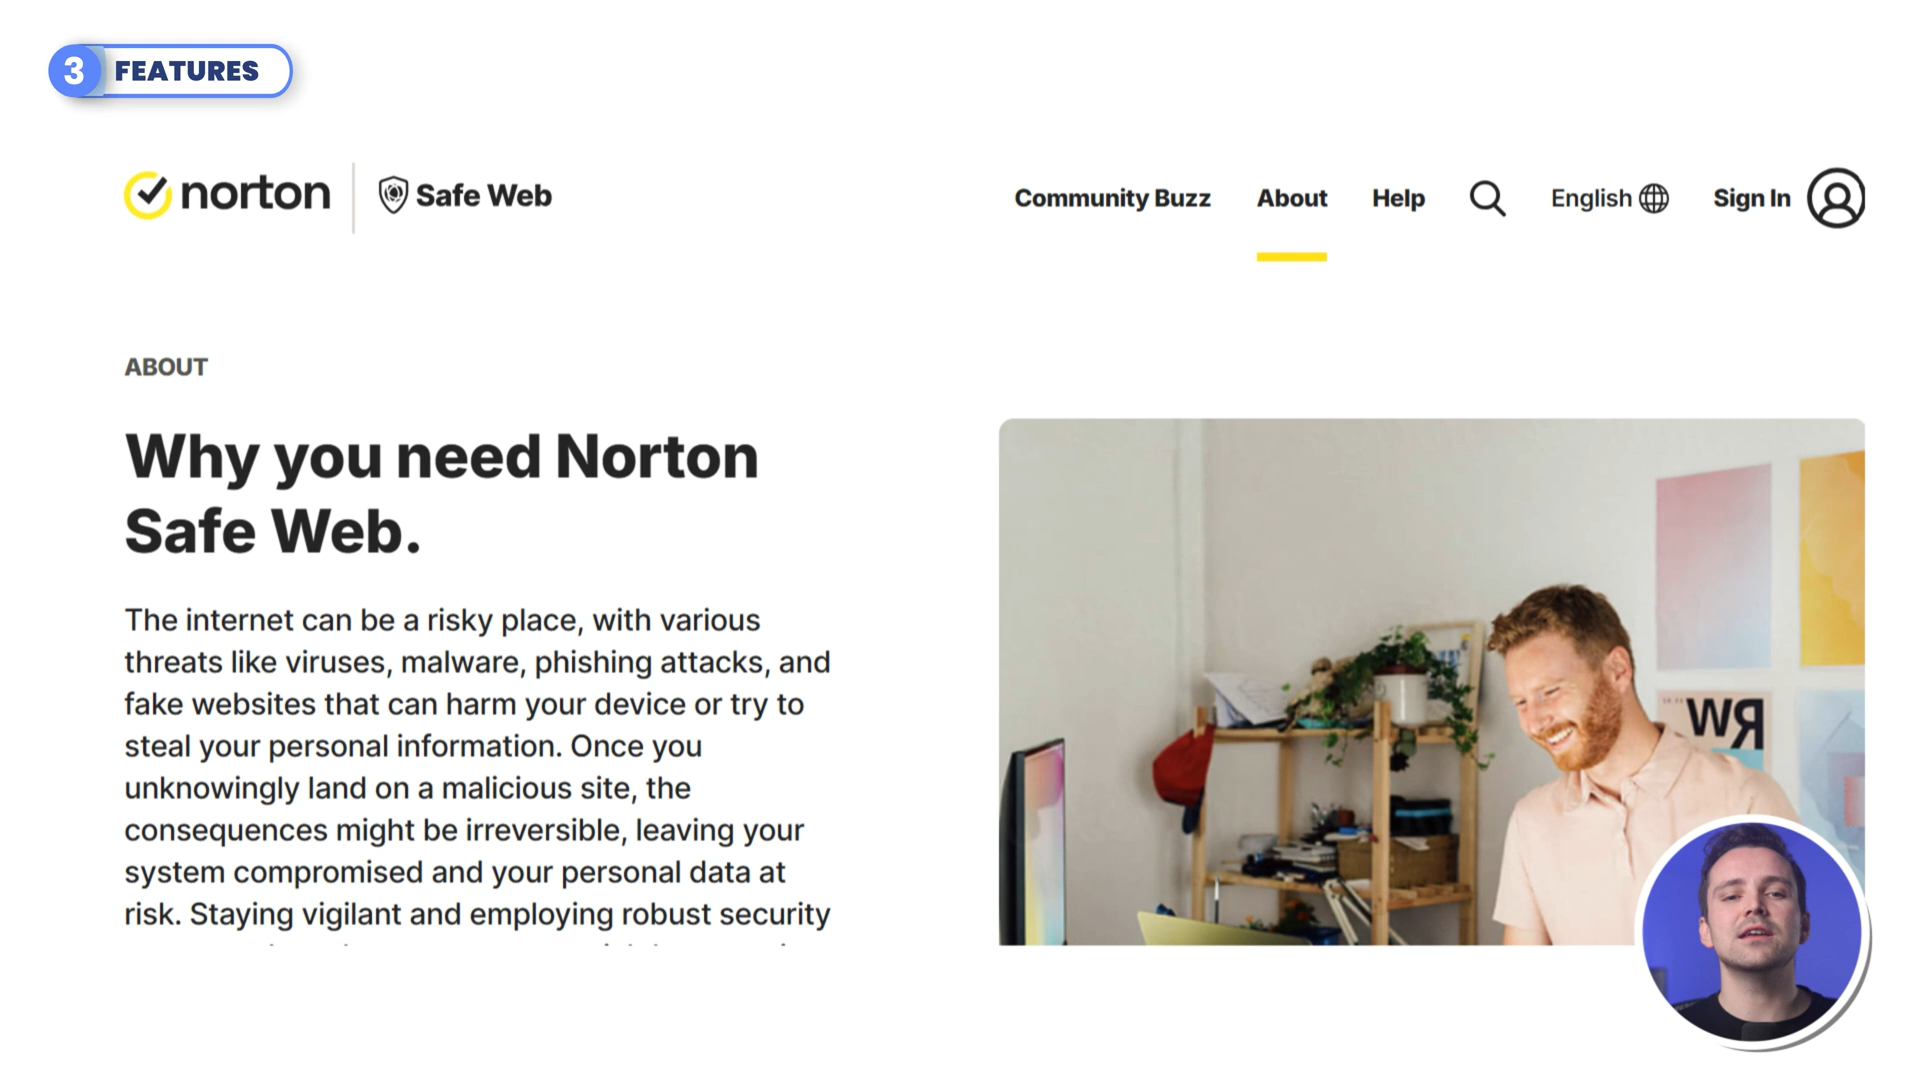 3 FEATURES
norton Safe Web
Community Buzz About Help English Sign In
ABOUT
Why you need Norton
Safe Web.
The internet can be a risky place, with various
threats like viruses, malware, phishing attacks, and
fake websites that can harm your device or try to
steal your personal information. Once you
unknowingly land on a malicious site, the
consequences might be irreversible, leaving your
system compromised and your personal data at
risk. Staying vigilant and employing robust security
WЯ